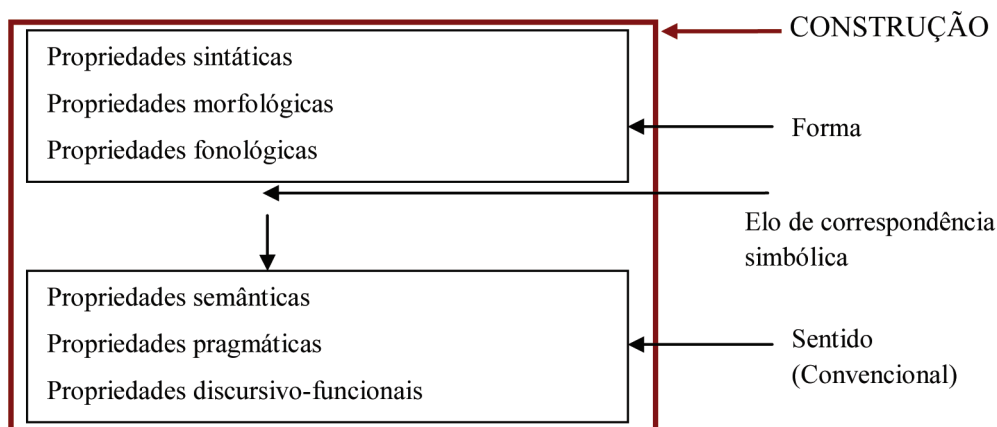 CONSTRUÇÃO
Propriedades sintáticas
Propriedades morfológicas
Propriedades fonológicas
Forma
Elo de correspondência
simbólica
Propriedades semânticas
Propriedades pragmáticas
Propriedades discursivo-funcionais
Sentido
(Convencional)